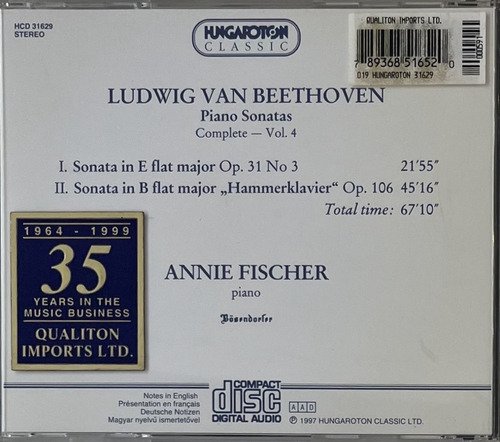 HCD 31629
STEREO
HUNGAROTON
CLASSIC
QUALITON IMPORTS LTD.
7 89368 51652 0
000591
019 HUNGAROTON 31629
LUDWIG VAN BEETHOVEN
Piano Sonatas
Complete — Vol. 4
I. Sonata in E flat major Op. 31 No 3 21′55″
II. Sonata in B flat major „Hammerklavier“ Op. 106 45′16″
Total time: 67′10″
1964 - 1999
35
YEARS IN THE
MUSIC BUSINESS
QUALITON
IMPORTS LTD.
ANNIE FISCHER
piano
Bösendorfer
Notes in English
Présentation en français
Deutsche Notizen
Magyar nyelvű ismertetővel
COMPACT
disc
DIGITAL AUDIO
AAD
℗ 1997 HUNGAROTON CLASSIC LTD.